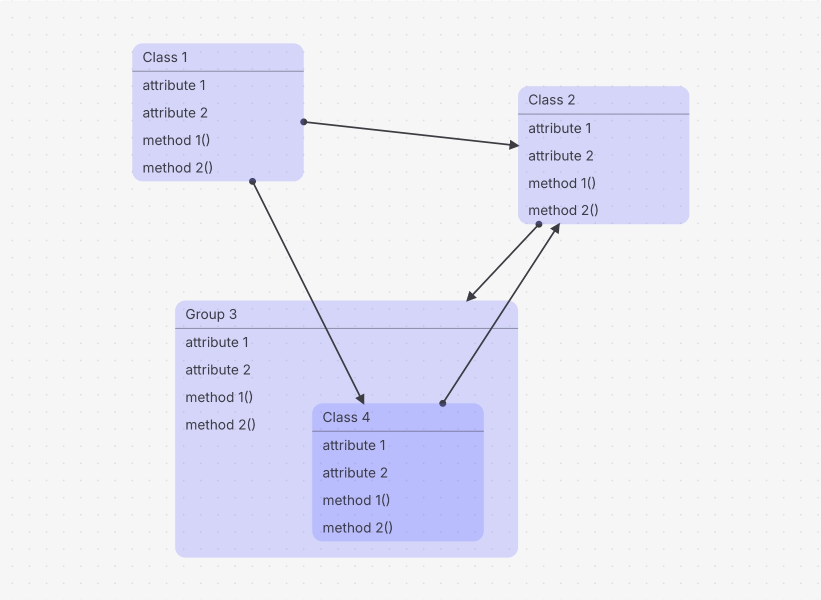 Class 1
attribute 1
attribute 2
method 1()
method 2()
Class 2
attribute 1
attribute 2
method 1()
method 2()
Group 3
attribute 1
attribute 2
method 1()
method 2()
Class 4
attribute 1
attribute 2
method 1()
method 2()